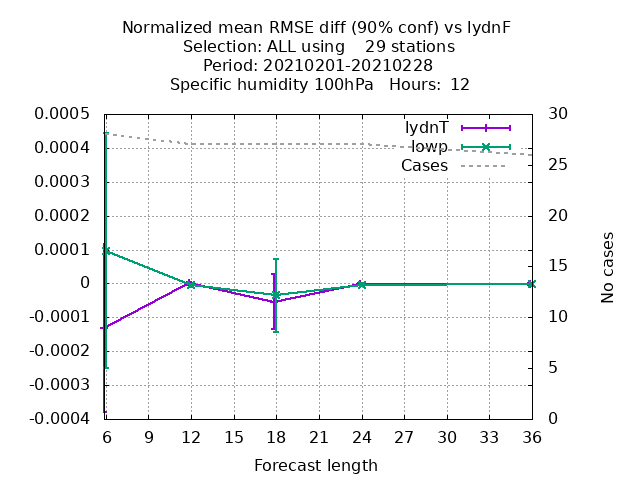 Normalized mean RMSE diff (90% conf) vs lydnF
Selection: ALL using    29 stations
Period: 20210201-20210228
Specific humidity 100hPa   Hours:  12
0.0005
0.0004
0.0003
0.0002
0.0001
0
-0.0001
-0.0002
-0.0003
-0.0004
lydnT
lowp
Cases
30
25
20
15
10
5
0
No cases
6 9 12 15 18 21 24 27 30 33 36
Forecast length